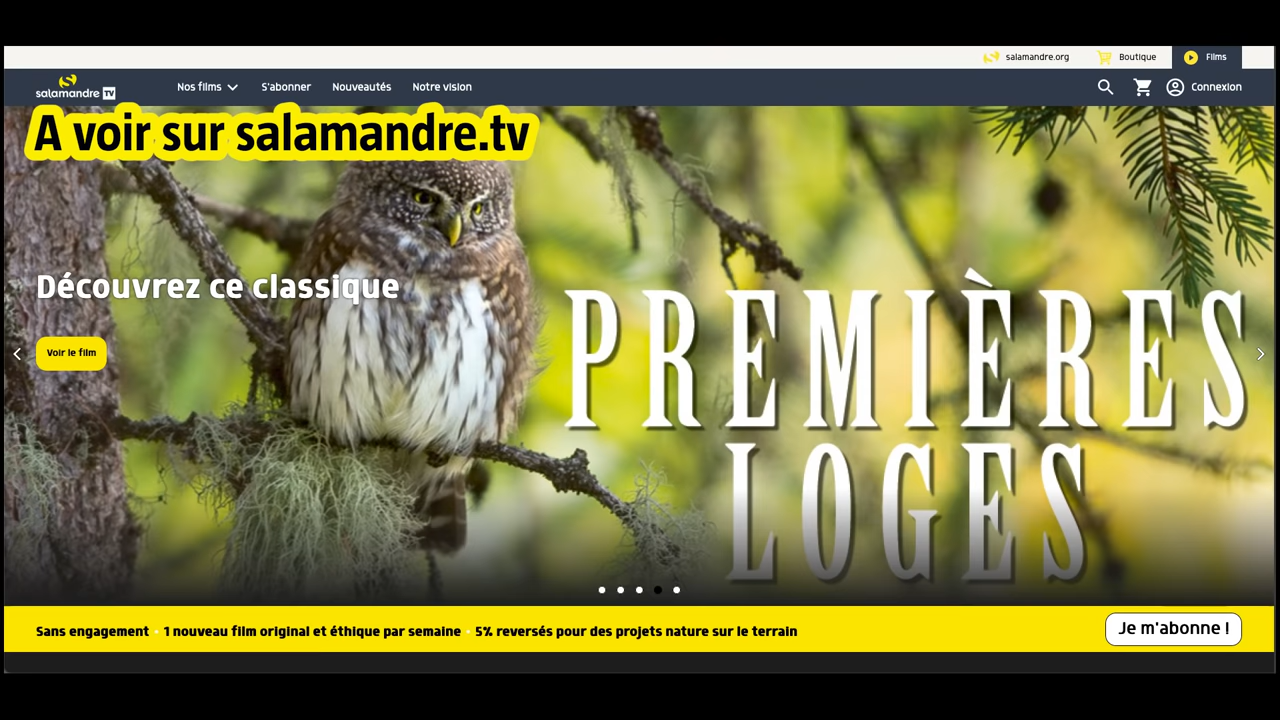 salamandre.org
Boutique
Films
salamandre TV
Nos films
S'abonner
Nouveautés
Notre vision
Connexion
A voir sur salamandre.tv
Découvrez ce classique
Voir le film
PREMIÈRES
LOGES
Sans engagement · 1 nouveau film original et éthique par semaine · 5% reversés pour des projets nature sur le terrain
Je m'abonne !